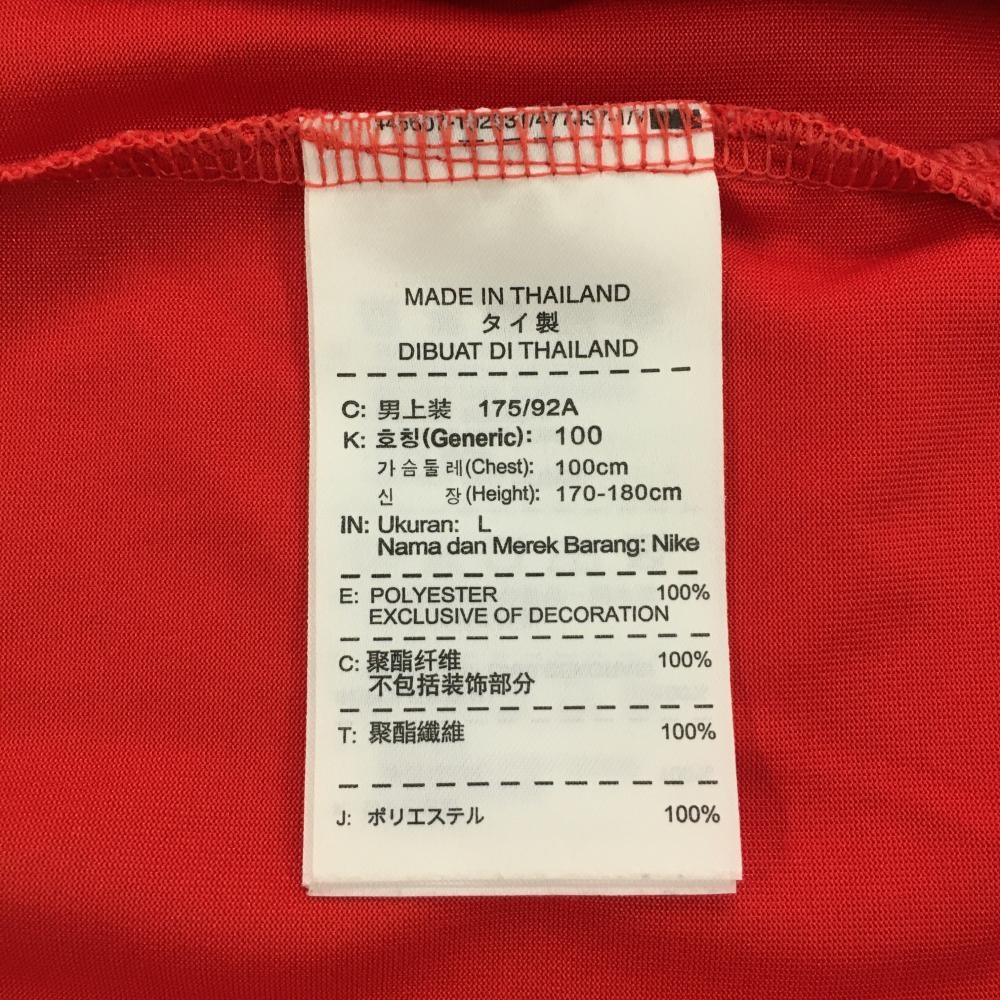 MADE IN THAILAND
タイ製
DIBUAT DI THAILAND
C: 男上装 175/92A
K: 호칭(Generic): 100
가슴둘레(Chest): 100cm
신 장(Height): 170-180cm
IN: Ukuran: L
Nama dan Merek Barang: Nike
E: POLYESTER 100%
EXCLUSIVE OF DECORATION
C: 聚酯纤维 100%
不包括装饰部分
T: 聚酯纖維 100%
J: ポリエステル 100%